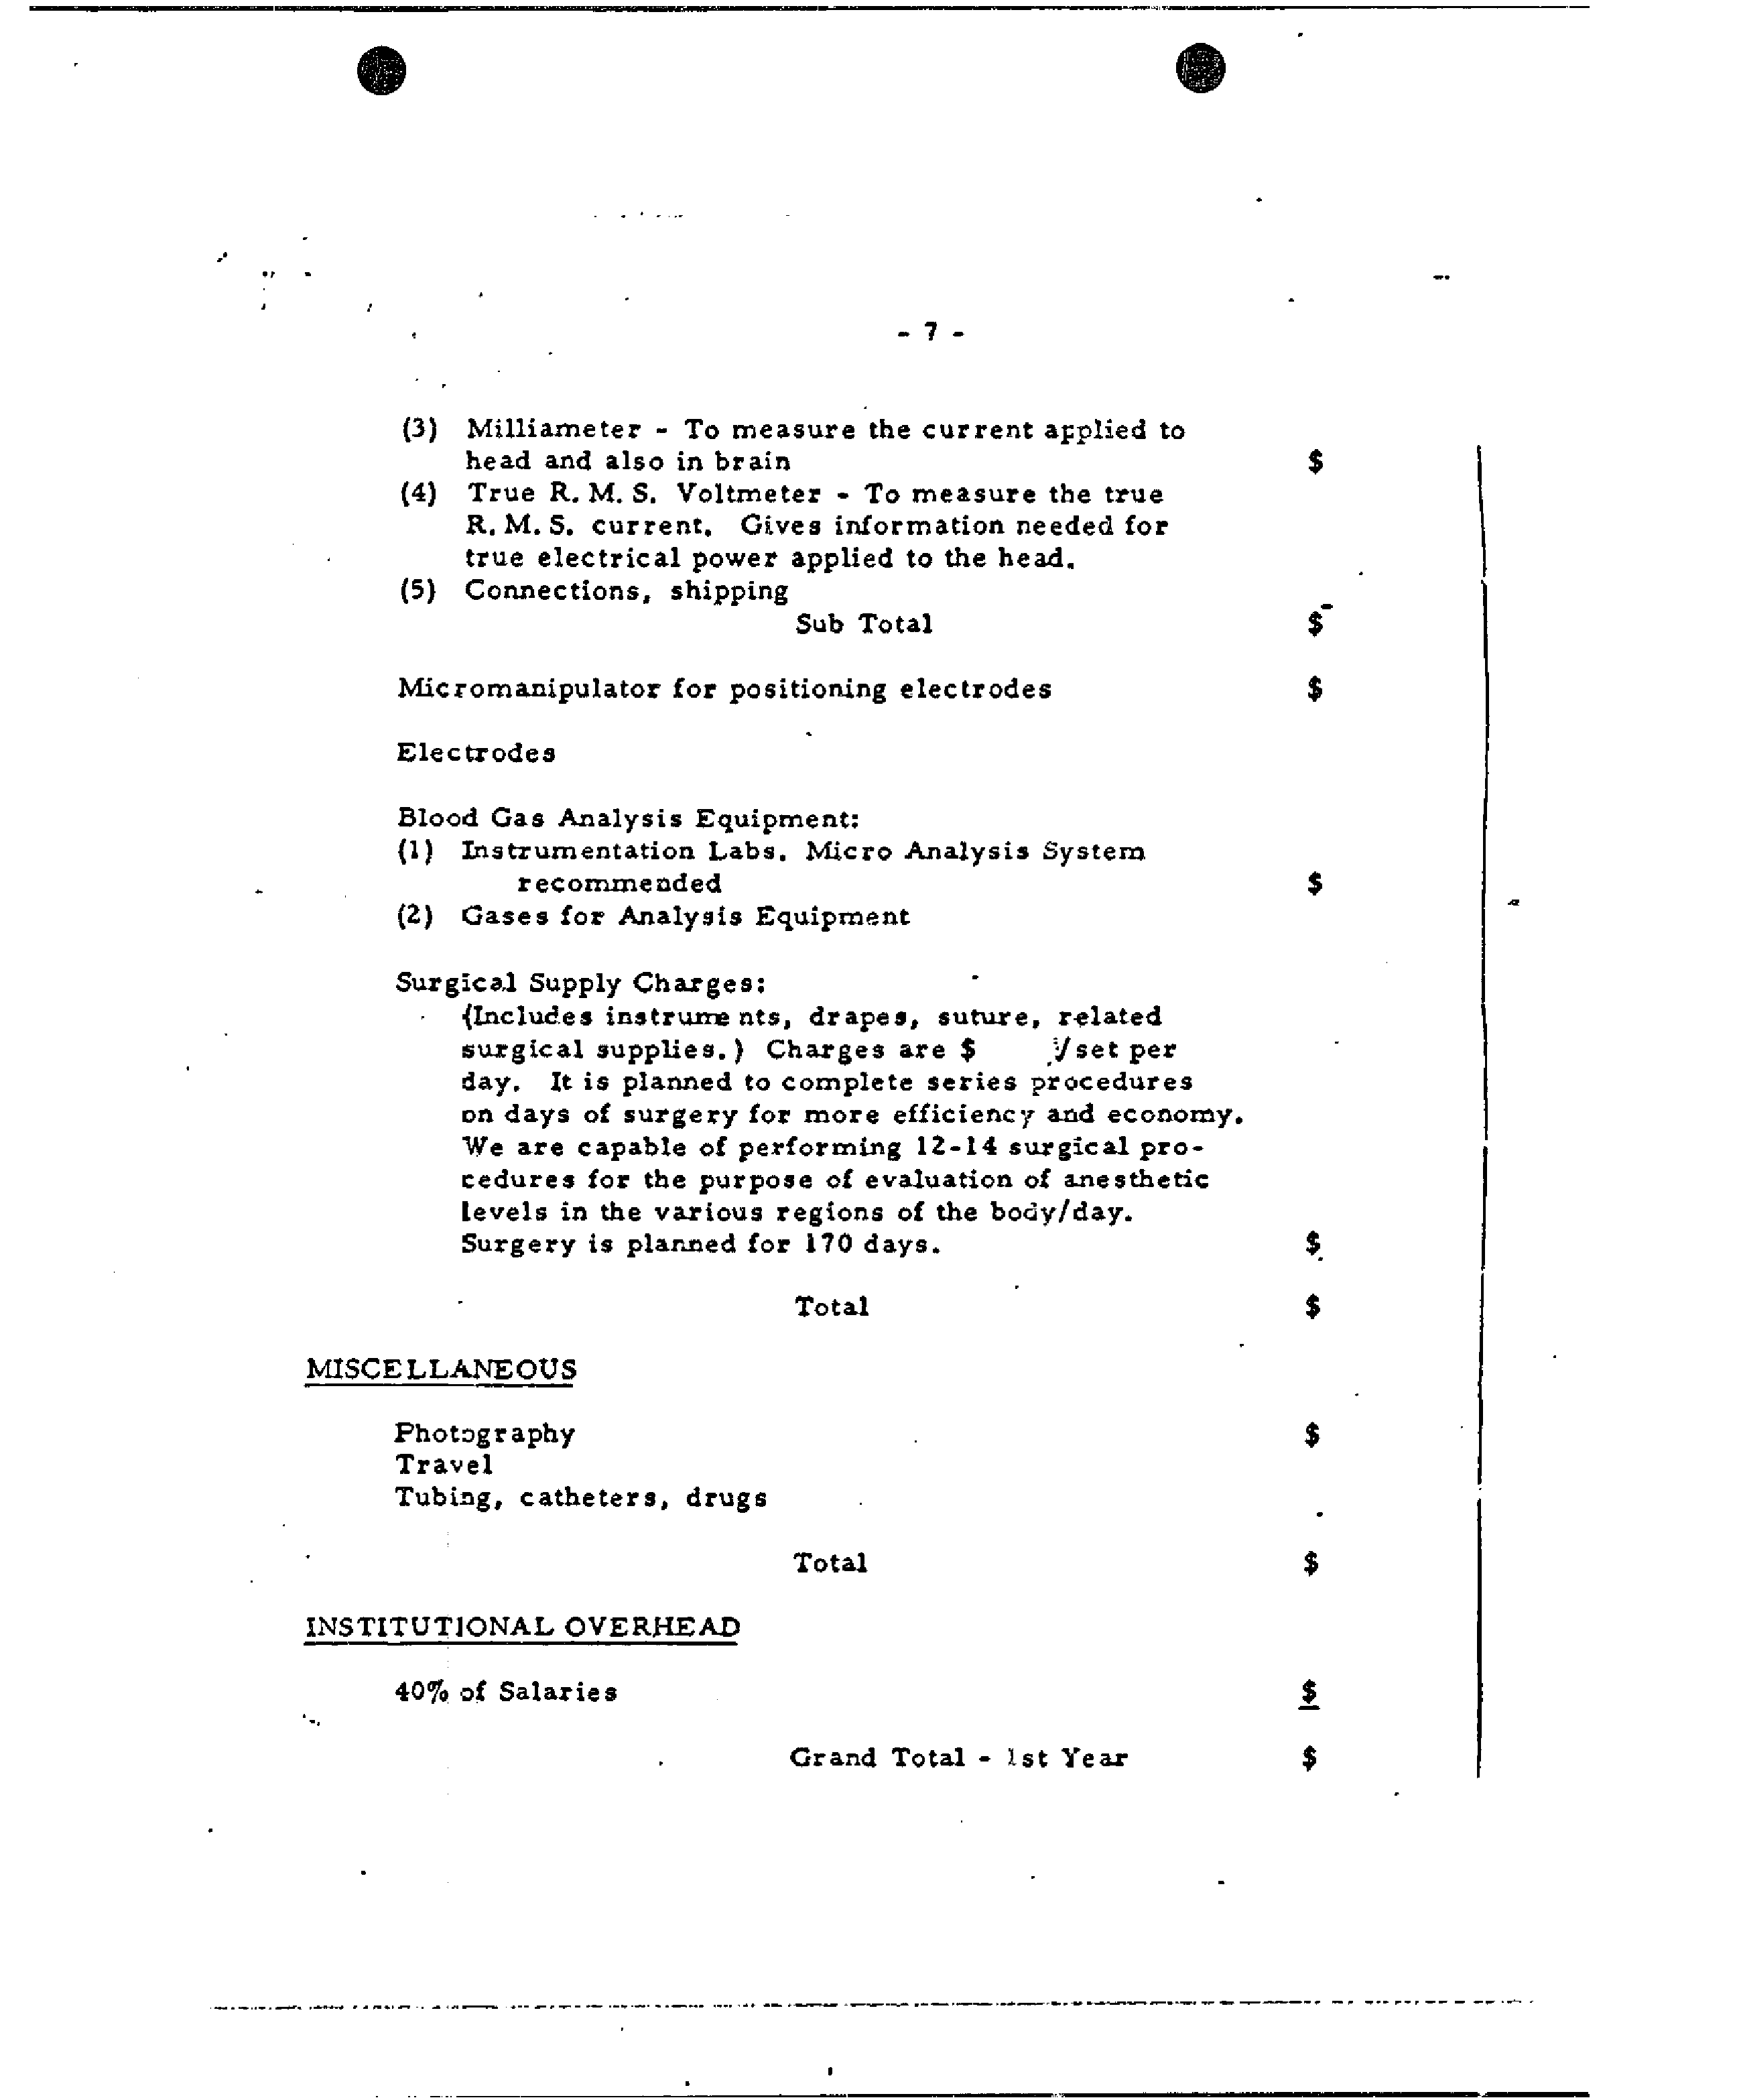 - 7 -
(3) Milliameter - To measure the current applied to
head and also in brain $
(4) True R. M. S. Voltmeter - To measure the true
R. M. S. current. Gives information needed for
true electrical power applied to the head.
(5) Connections, shipping
Sub Total $
Micromanipulator for positioning electrodes $
Electrodes
Blood Gas Analysis Equipment:
(1) Instrumentation Labs. Micro Analysis System
recommended $
(2) Gases for Analysis Equipment
Surgical Supply Charges:
(Includes instruments, drapes, suture, related
surgical supplies.) Charges are $ /set per
day. It is planned to complete series procedures
on days of surgery for more efficiency and economy.
We are capable of performing 12-14 surgical pro-
cedures for the purpose of evaluation of anesthetic
levels in the various regions of the body/day.
Surgery is planned for 170 days. $
Total $
MISCELLANEOUS
Photography $
Travel
Tubing, catheters, drugs
Total $
INSTITUTIONAL OVERHEAD
40% of Salaries $
Grand Total - 1st Year $